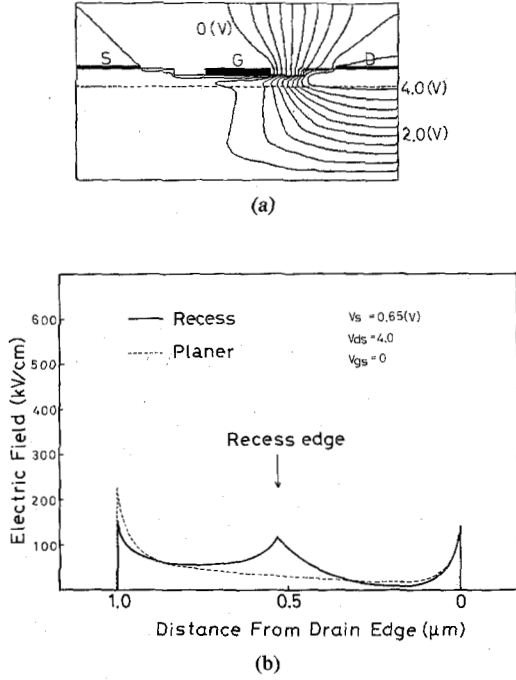 0(V)
S G D
4.0(V)
2.0(V)
(a)
Electric Field (kV/cm)
600
500
400
300
200
100
Recess
Planer
Vs = 0.65(V)
Vds = 4.0
Vgs = 0
Recess edge
1.0 0.5 0
Distance From Drain Edge (μm)
(b)